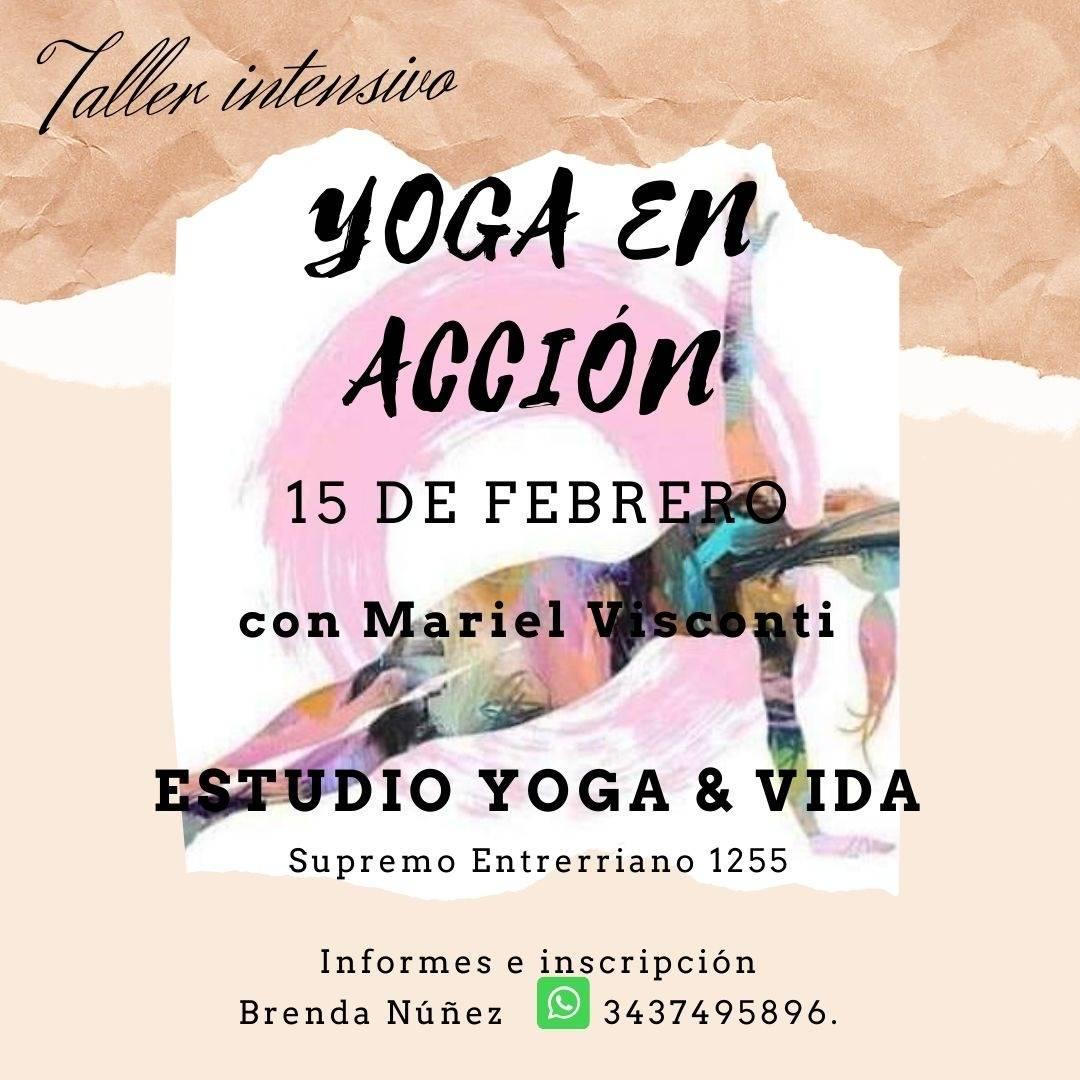 Taller intensivo
YOGA EN
ACCIÓN
15 DE FEBRERO
con Mariel Visconti
ESTUDIO YOGA & VIDA
Supremo Entrerriano 1255
Informes e inscripción
Brenda Núñez 3437495896.